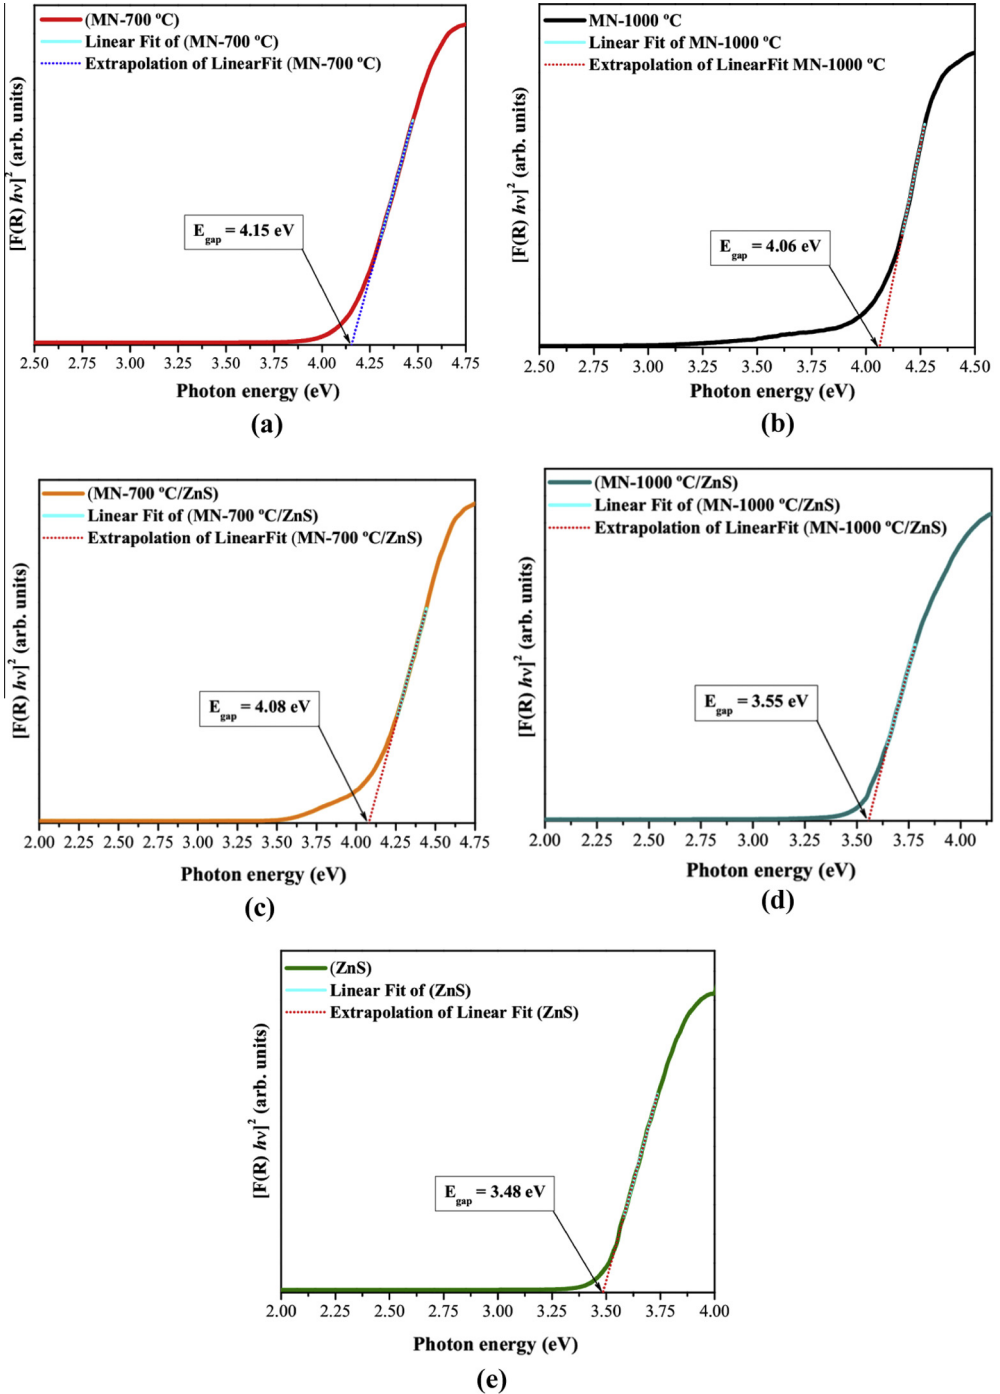 (MN-700 ºC)
Linear Fit of (MN-700 ºC)
Extrapolation of LinearFit (MN-700 ºC)
[F(R) hν]² (arb. units)
E_gap = 4.15 eV
2.50 2.75 3.00 3.25 3.50 3.75 4.00 4.25 4.50 4.75
Photon energy (eV)
(a)
MN-1000 ºC
Linear Fit of MN-1000 ºC
Extrapolation of LinearFit MN-1000 ºC
[F(R) hν]² (arb. units)
E_gap = 4.06 eV
2.50 2.75 3.00 3.25 3.50 3.75 4.00 4.25 4.50
Photon energy (eV)
(b)
(MN-700 ºC/ZnS)
Linear Fit of (MN-700 ºC/ZnS)
Extrapolation of LinearFit (MN-700 ºC/ZnS)
[F(R) hν]² (arb. units)
E_gap = 4.08 eV
2.00 2.25 2.50 2.75 3.00 3.25 3.50 3.75 4.00 4.25 4.50 4.75
Photon energy (eV)
(c)
(MN-1000 ºC/ZnS)
Linear Fit of (MN-1000 ºC/ZnS)
Extrapolation of LinearFit (MN-1000 ºC/ZnS)
[F(R) hν]² (arb. units)
E_gap = 3.55 eV
2.00 2.25 2.50 2.75 3.00 3.25 3.50 3.75 4.00
Photon energy (eV)
(d)
(ZnS)
Linear Fit of (ZnS)
Extrapolation of Linear Fit (ZnS)
[F(R) hν]² (arb. units)
E_gap = 3.48 eV
2.00 2.25 2.50 2.75 3.00 3.25 3.50 3.75 4.00
Photon energy (eV)
(e)